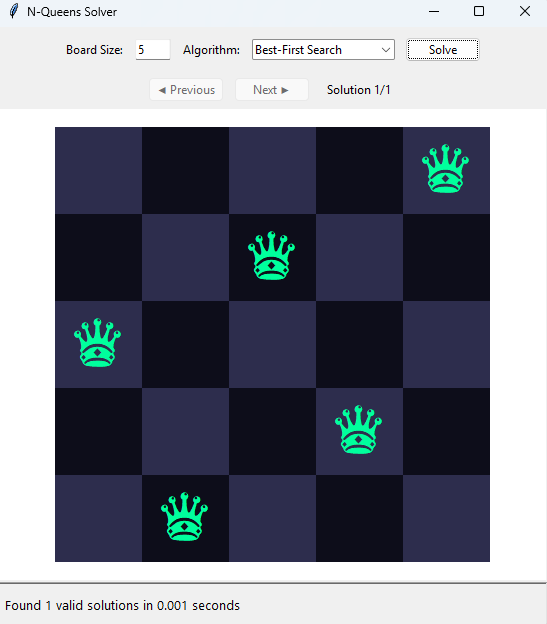 N-Queens Solver
Board Size: 5 Algorithm: Best-First Search Solve
◄ Previous Next ► Solution 1/1
Found 1 valid solutions in 0.001 seconds